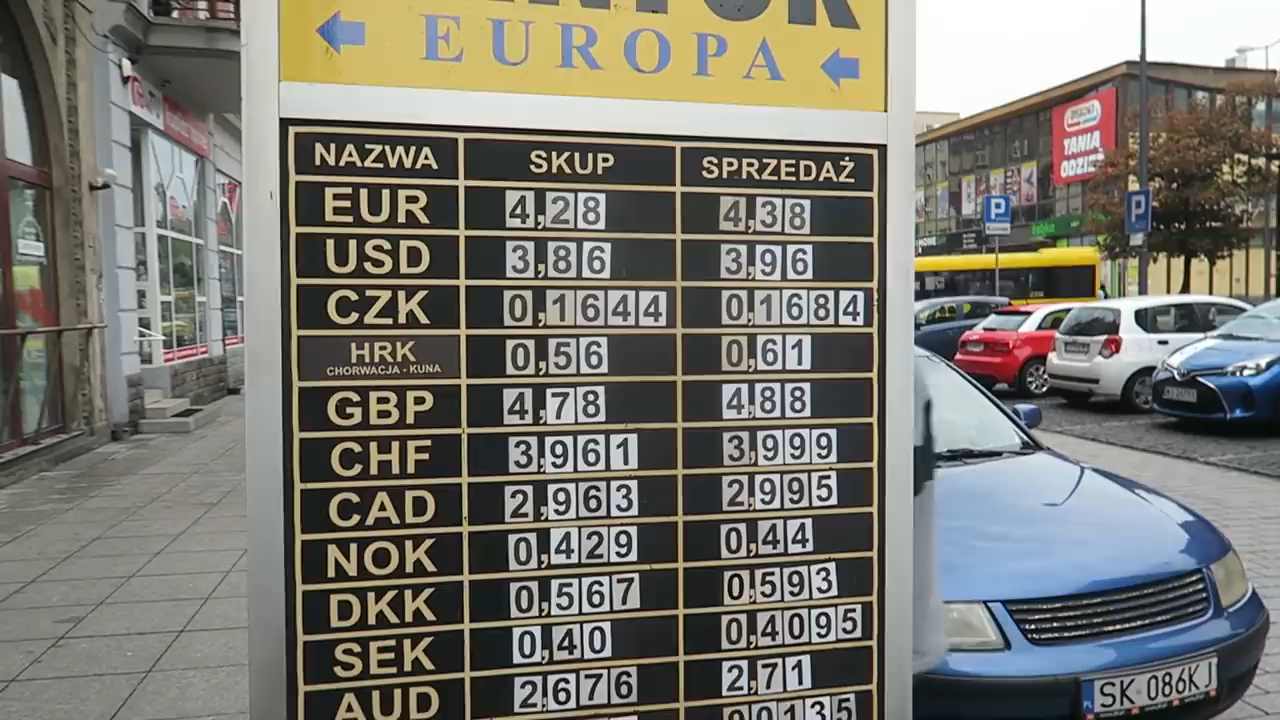 EUROPA
NAZWA SKUP SPRZEDAŻ
EUR 4,28 4,38
USD 3,86 3,96
CZK 0,1644 0,1684
HRK 0,56 0,61
CHORWACJA - KUNA
GBP 4,78 4,88
CHF 3,961 3,999
CAD 2,963 2,995
NOK 0,429 0,44
DKK 0,567 0,593
SEK 0,40 0,4095
AUD 2,676 2,71
00135
TANIA
ODZIEŻ
P
P
SK 086KJ